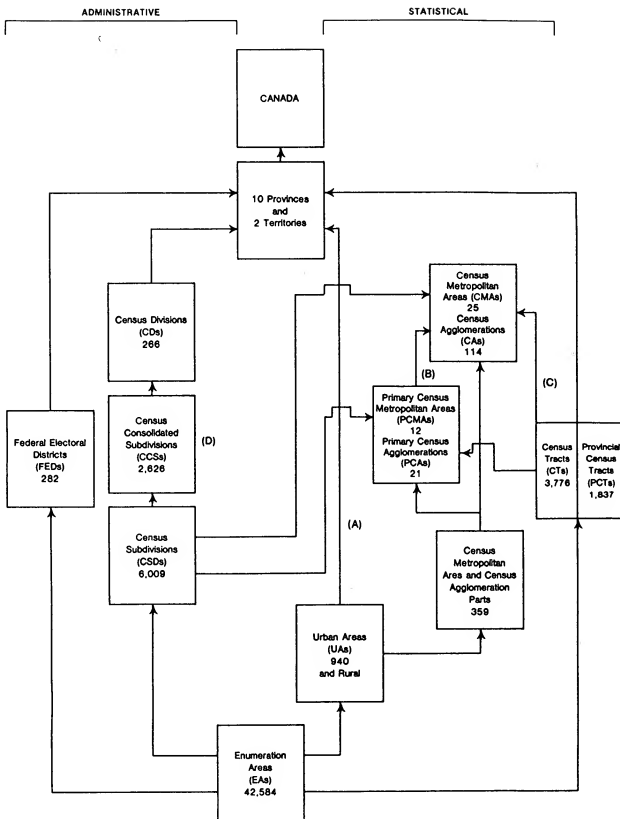 ADMINISTRATIVE
STATISTICAL
CANADA
10 Provinces
and
2 Territories
Census
Metropolitan
Areas (CMAs)
25
Census
Agglomerations
(CAs)
114
Census Divisions
(CDs)
266
(B)
(C)
Primary Census
Metropolitan Areas
(PCMAs)
12
Primary Census
Agglomerations
(PCAs)
21
Federal Electoral
Districts
(FEDs)
282
Census
Consolidated
Subdivisions
(CCSs)
2,626
(D)
Census
Tracts
(CTs)
3,776
Provincial
Census
Tracts
(PCTs)
1,837
(A)
Census
Subdivisions
(CSDs)
6,009
Census
Metropolitan
Area and Census
Agglomeration
Parts
359
Urban Areas
(UAs)
940
and Rural
Enumeration
Areas
(EAs)
42,584